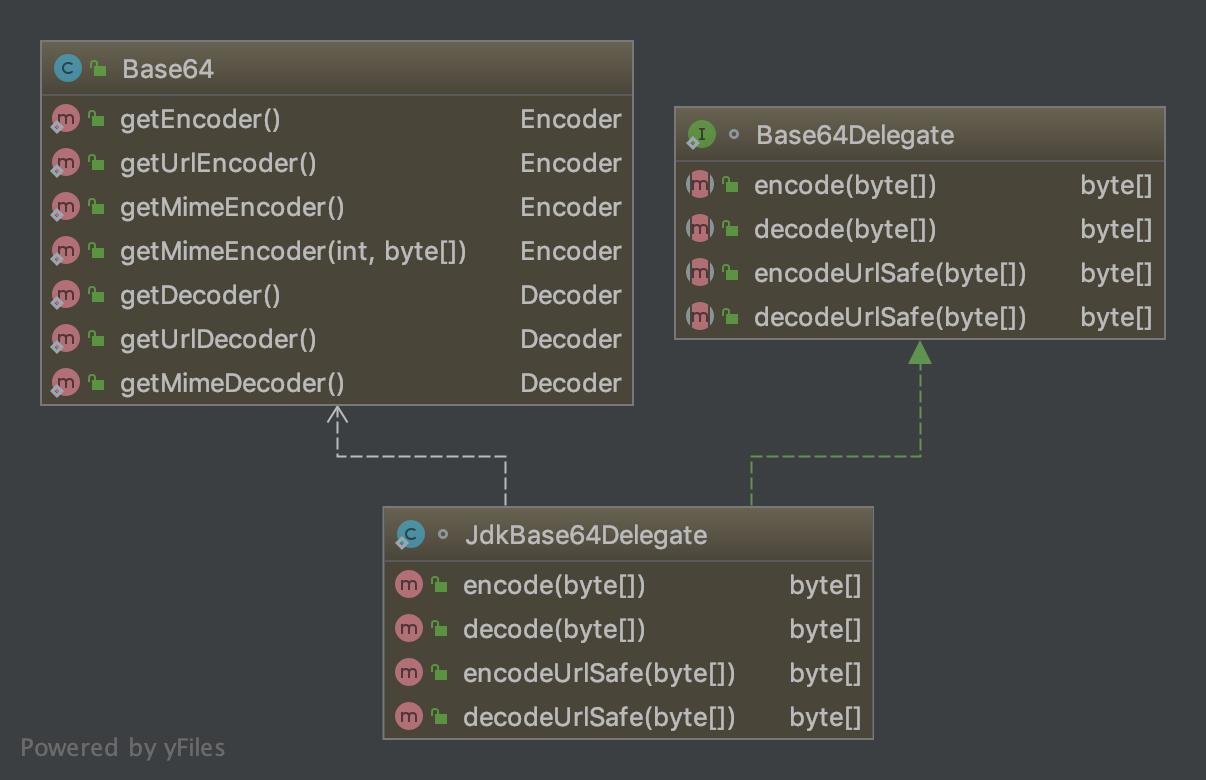 Base64
getEncoder() Encoder
getUrlEncoder() Encoder
getMimeEncoder() Encoder
getMimeEncoder(int, byte[]) Encoder
getDecoder() Decoder
getUrlDecoder() Decoder
getMimeDecoder() Decoder
Base64Delegate
encode(byte[]) byte[]
decode(byte[]) byte[]
encodeUrlSafe(byte[]) byte[]
decodeUrlSafe(byte[]) byte[]
JdkBase64Delegate
encode(byte[]) byte[]
decode(byte[]) byte[]
encodeUrlSafe(byte[]) byte[]
decodeUrlSafe(byte[]) byte[]
Powered by yFiles